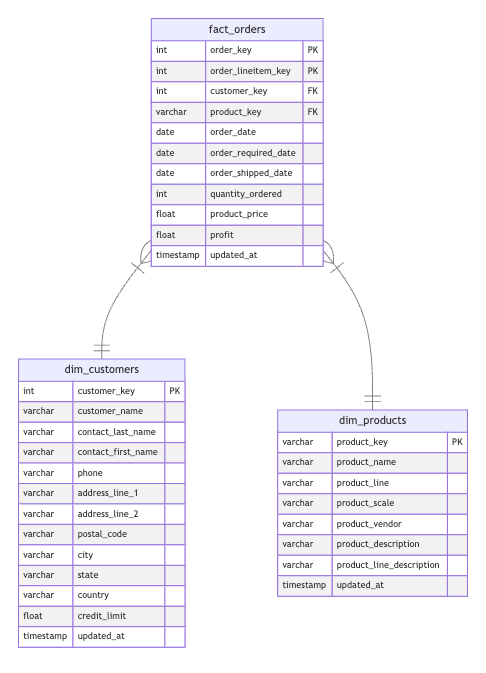 fact_orders
int order_key PK
int order_lineitem_key PK
int customer_key FK
varchar product_key FK
date order_date
date order_required_date
date order_shipped_date
int quantity_ordered
float product_price
float profit
timestamp updated_at
dim_customers
int customer_key PK
varchar customer_name
varchar contact_last_name
varchar contact_first_name
varchar phone
varchar address_line_1
varchar address_line_2
varchar postal_code
varchar city
varchar state
varchar country
float credit_limit
timestamp updated_at
dim_products
varchar product_key PK
varchar product_name
varchar product_line
varchar product_scale
varchar product_vendor
varchar product_description
varchar product_line_description
timestamp updated_at